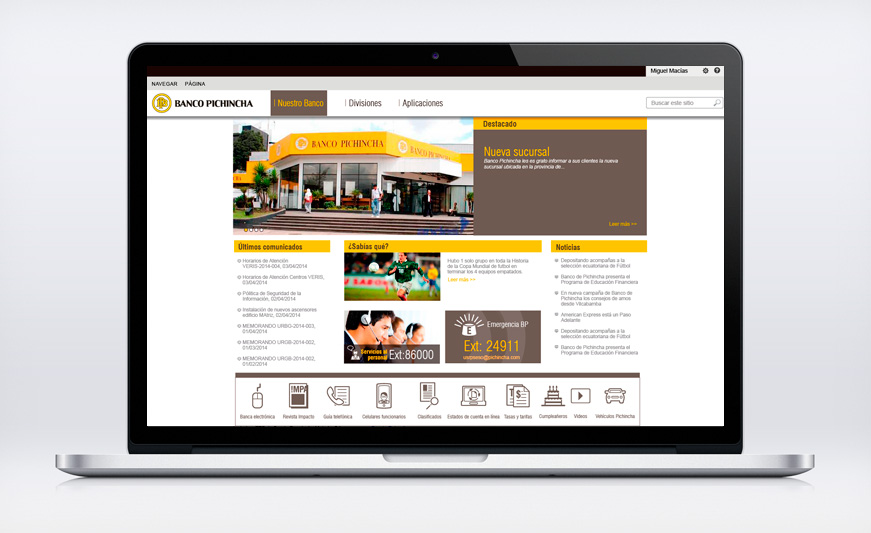 Miguel Macías
NAVEGAR PÁGINA
BANCO PICHINCHA
Nuestro Banco
Divisiones
Aplicaciones
Buscar este sitio
BANCO PICHINCHA
BANCO PICHINCHA
Destacado
Nueva sucursal
Banco Pichincha les es grato informar a sus clientes la nueva
sucursal ubicada en la provincia de...
Leer más >>
Últimos comunicados
Horarios de Atención
VERIS-2014-004, 03/04/2014
Horarios de Atención Centros VERIS,
03/04/2014
Política de Seguridad de la
Información, 02/04/2014
Instalación de nuevos ascensores
edificio Matriz, 02/04/2014
MEMORANDO URBO-2014-003,
01/04/2014
MEMORANDO URGB-2014-002,
01/03/2014
MEMORANDO URGB-2014-002,
01/02/2014
¿Sabías qué?
Hubo 1 solo grupo en toda la Historia
de la Copa Mundial de futbol en
terminar los 4 equipos empatados
Leer más >>
Servicios al
personal
Ext:86000
E
Emergencia BP
Ext: 24911
Noticias
Depositando acompañas a la
selección ecuatoriana de
Fútbol
Banco de Pichincha presenta el
Programa de Educación Financiera
En nueva campaña de Banco de
Pichincha los consejos de amos
desde Vilcabamba
American Express está un Paso
Adelante
Depositando acompañas a la
selección ecuatoriana de Fútbol
Banco de Pichincha presenta el
Programa de Educación Financiera
Banca electrónica
Revista Impacto
Guía telefónica
Celulares funcionarios
Clasificados
Estados de cuenta en línea
Tasas y tarifas
Cumpleañeros
Videos
Vehículos Pichincha